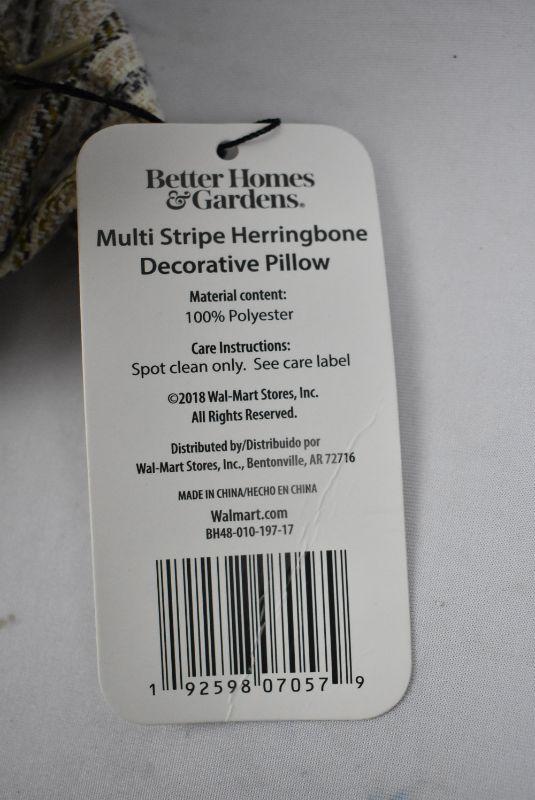 Better Homes
& Gardens®
Multi Stripe Herringbone
Decorative Pillow
Material content:
100% Polyester
Care Instructions:
Spot clean only. See care label
©2018 Wal-Mart Stores, Inc.
All Rights Reserved.
Distributed by/Distribuido por
Wal-Mart Stores, Inc., Bentonville, AR 72716
MADE IN CHINA/HECHO EN CHINA
Walmart.com
BH48-010-197-17
1 92598 07057 9